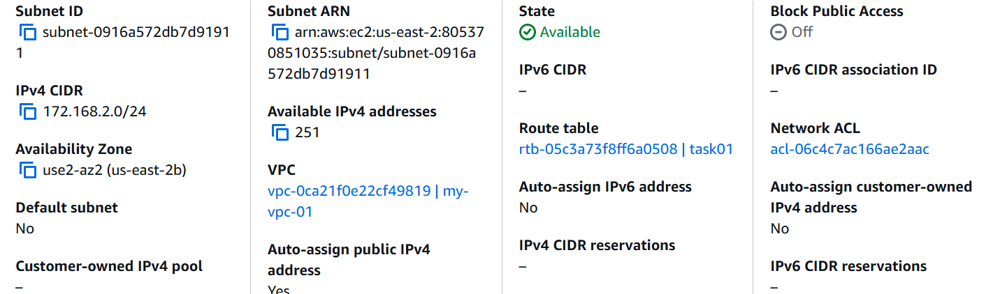 Subnet ID
subnet-0916a572db7d9191
1
IPv4 CIDR
172.168.2.0/24
Availability Zone
use2-az2 (us-east-2b)
Default subnet
No
Customer-owned IPv4 pool
–
Subnet ARN
arn:aws:ec2:us-east-2:80537
0851035:subnet/subnet-0916a
572db7d91911
Available IPv4 addresses
251
VPC
vpc-0ca21f0e22cf49819 | my-
vpc-01
Auto-assign public IPv4
address
Yes
State
Available
IPv6 CIDR
–
Route table
rtb-05c3a73f8ff6a0508 | task01
Auto-assign IPv6 address
No
IPv4 CIDR reservations
–
Block Public Access
Off
IPv6 CIDR association ID
–
Network ACL
acl-06c4c7ac166ae2aac
Auto-assign customer-owned
IPv4 address
No
IPv6 CIDR reservations
–